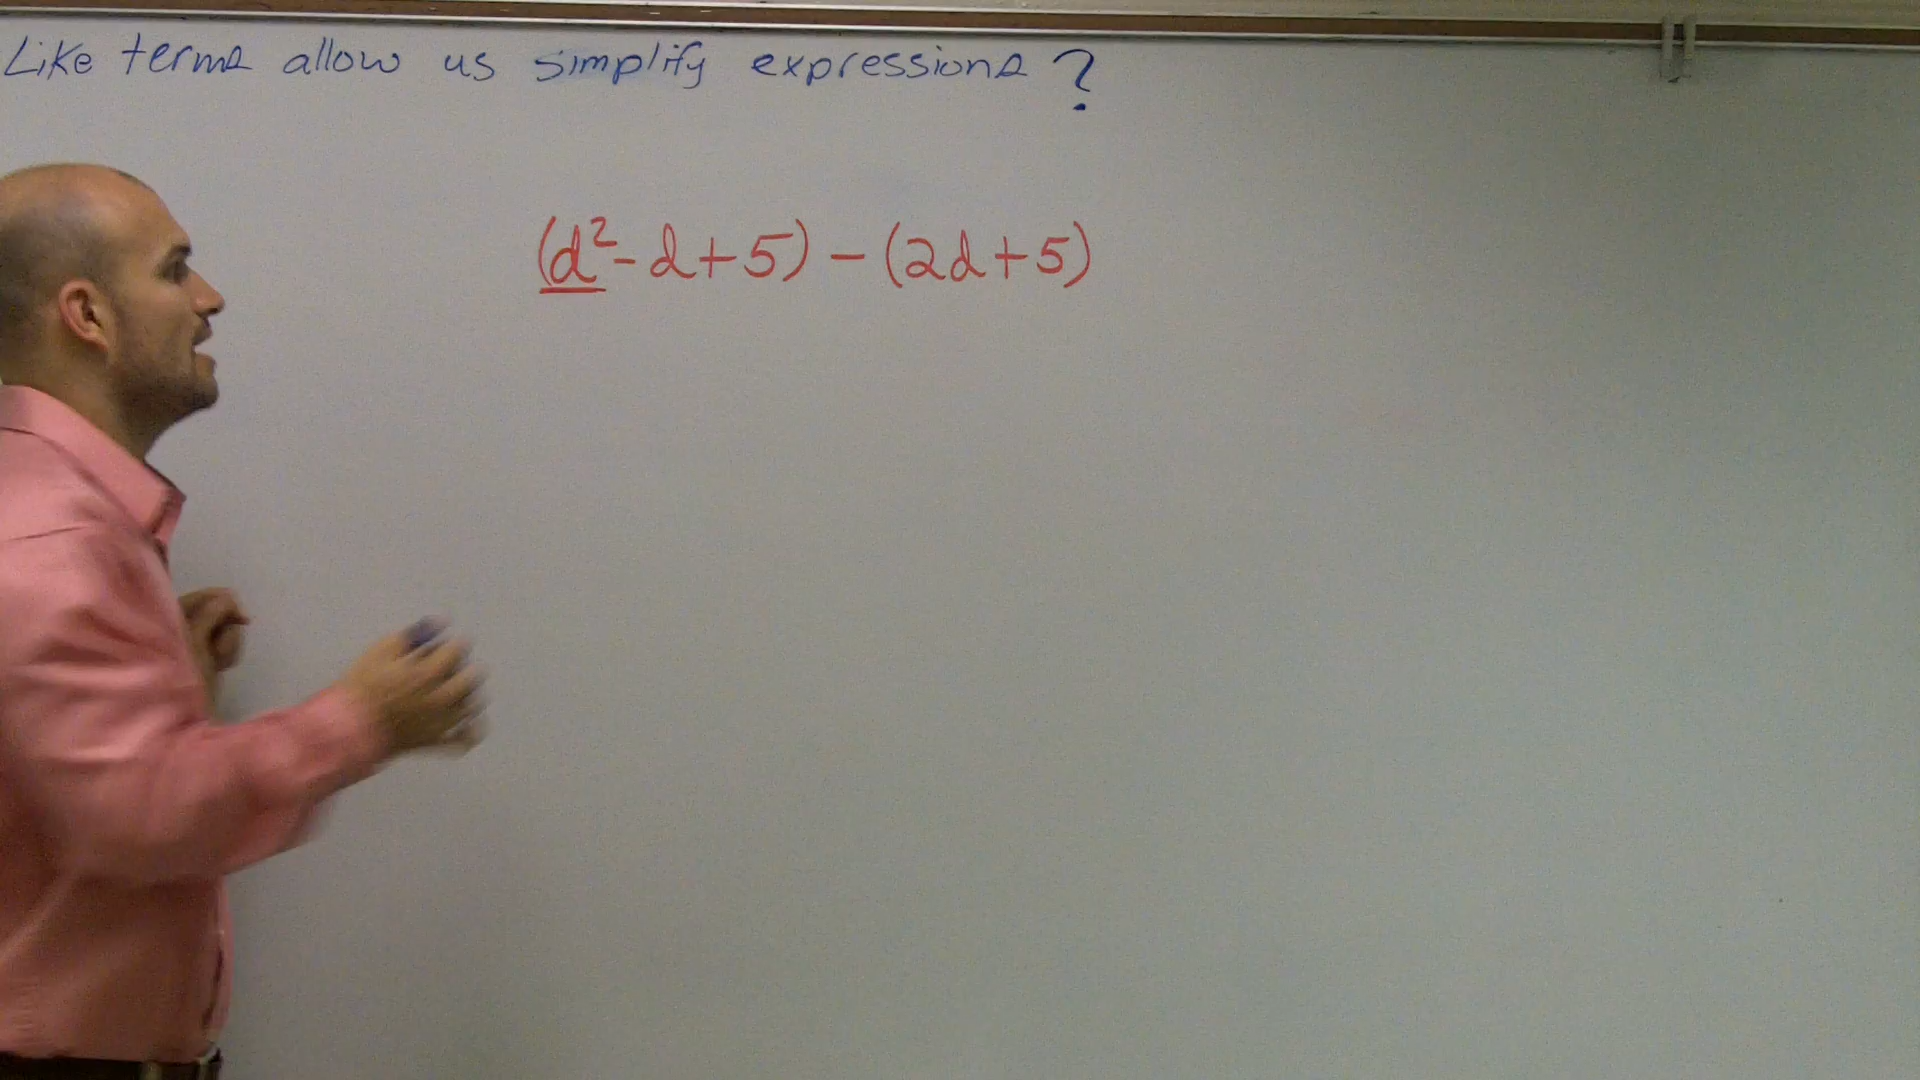 Like terms allow us simplify expressions?
(d²-d+5)-(2d+5)